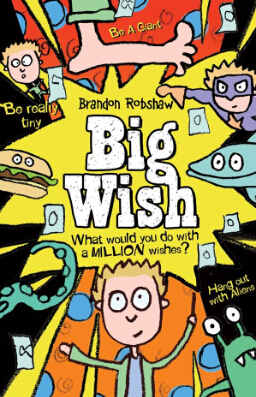 Be A Giant
Be really
tiny
Brandon Robshaw
Big
Wish
What would you do with
a MILLION wishes?
Hang out
with Aliens